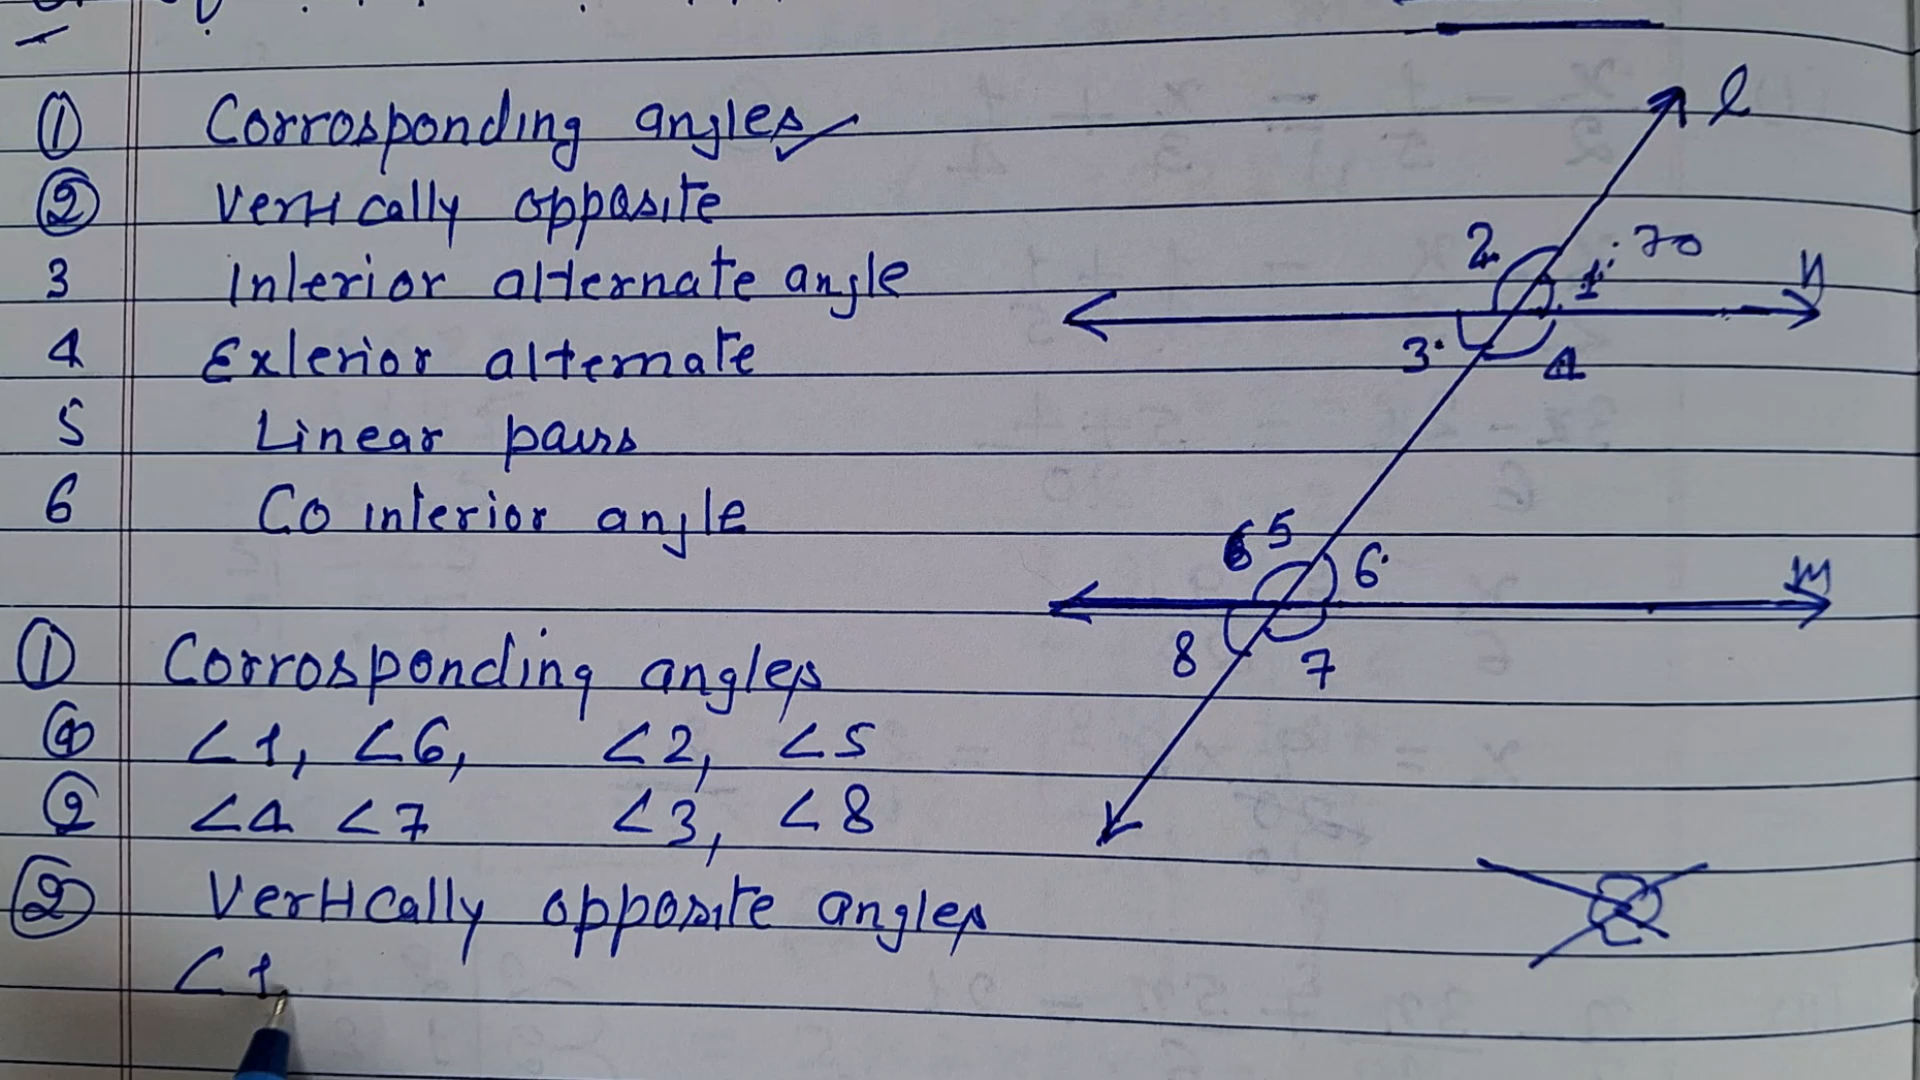 ① Corrosponding angles
② Vertically opposite
3 Interior alternate angle
4 Exterior alternate
5 Linear pairs
6 Co interior angle
① Corrosponding angles
① ∠1, ∠6, ∠2, ∠5
② ∠4 ∠7 ∠3, ∠8
② Vertically opposite angles
∠1,
l
2 1 70 n
3 4
5 6 m
8 7